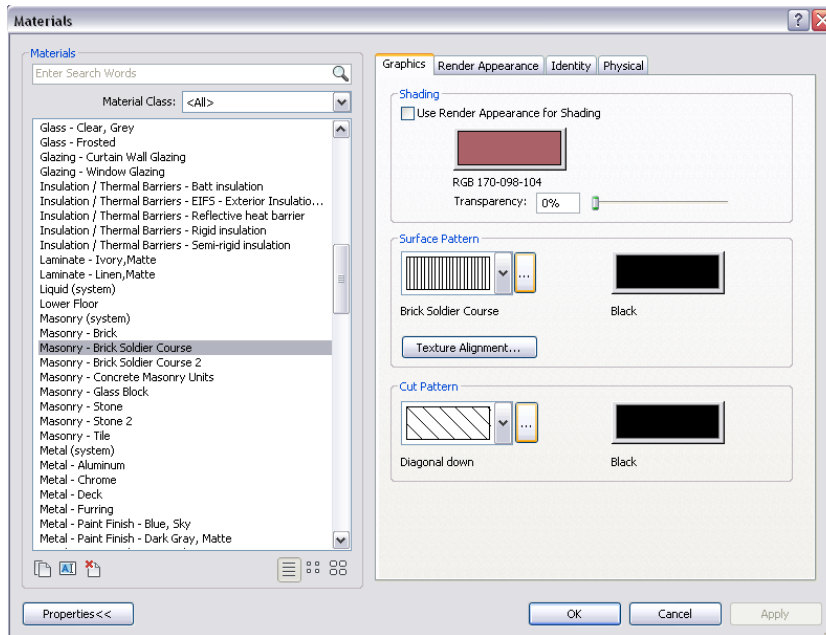 Materials
Materials
Enter Search Words
Material Class: <All>
Glass - Clear, Grey
Glass - Frosted
Glazing - Curtain Wall Glazing
Glazing - Window Glazing
Insulation / Thermal Barriers - Batt insulation
Insulation / Thermal Barriers - EIFS - Exterior Insulatio...
Insulation / Thermal Barriers - Reflective heat barrier
Insulation / Thermal Barriers - Rigid insulation
Insulation / Thermal Barriers - Semi-rigid insulation
Laminate - Ivory,Matte
Laminate - Linen,Matte
Liquid (system)
Lower Floor
Masonry (system)
Masonry - Brick
Masonry - Brick Soldier Course
Masonry - Brick Soldier Course 2
Masonry - Concrete Masonry Units
Masonry - Glass Block
Masonry - Stone
Masonry - Stone 2
Masonry - Tile
Metal (system)
Metal - Aluminum
Metal - Chrome
Metal - Deck
Metal - Furring
Metal - Paint Finish - Blue, Sky
Metal - Paint Finish - Dark Gray, Matte
Properties<<
Graphics Render Appearance Identity Physical
Shading
Use Render Appearance for Shading
RGB 170-098-104
Transparency: 0%
Surface Pattern
...
Brick Soldier Course Black
Texture Alignment...
Cut Pattern
...
Diagonal down Black
OK Cancel Apply